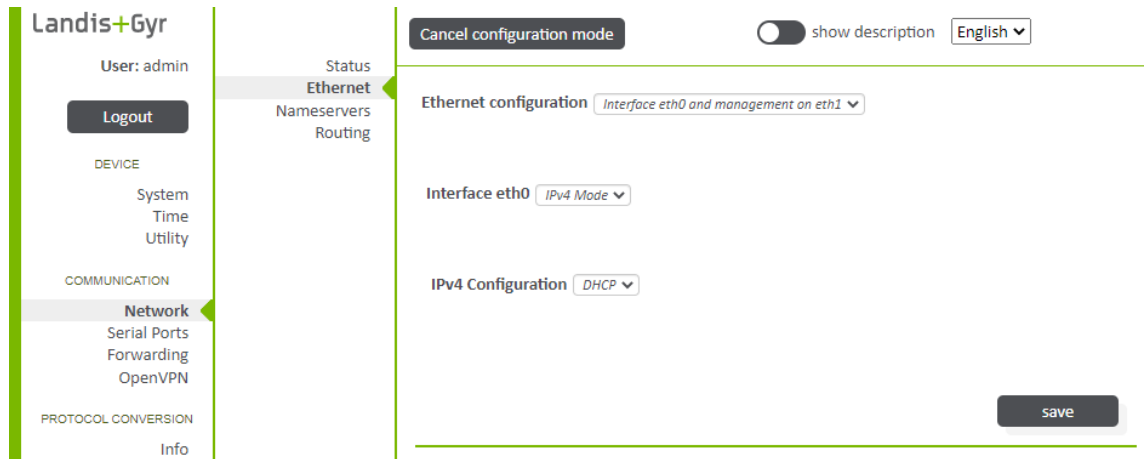 Landis+Gyr
User: admin
Logout
DEVICE
System
Time
Utility
COMMUNICATION
Network
Serial Ports
Forwarding
OpenVPN
PROTOCOL CONVERSION
Info
Status
Ethernet
Nameservers
Routing
Cancel configuration mode
show description
English
Ethernet configuration Interface eth0 and management on eth1
Interface eth0 IPv4 Mode
IPv4 Configuration DHCP
save